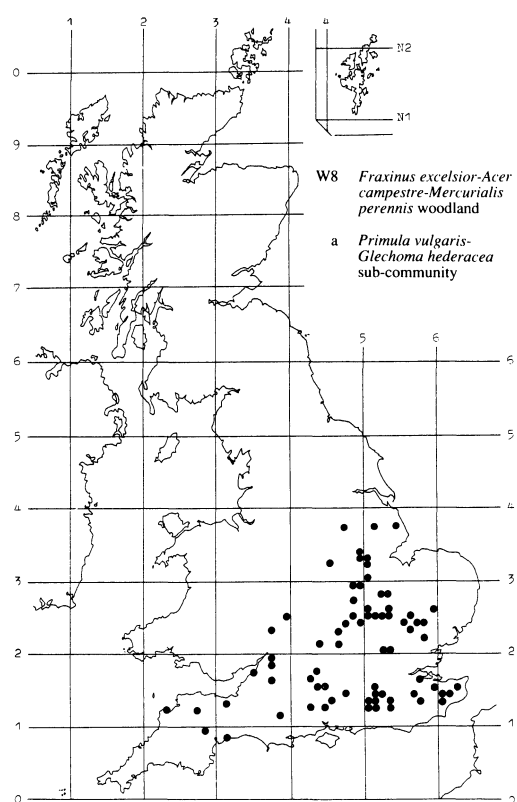 1 2 3 4 4
N2
0
N1
9
W8 Fraxinus excelsior-Acer
campestre-Mercurialis
perennis woodland
8
a Primula vulgaris-
Glechoma hederacea
sub-community
7
5 6
6 6
5 5
4 4
3 3
2 2
1 1
0 0